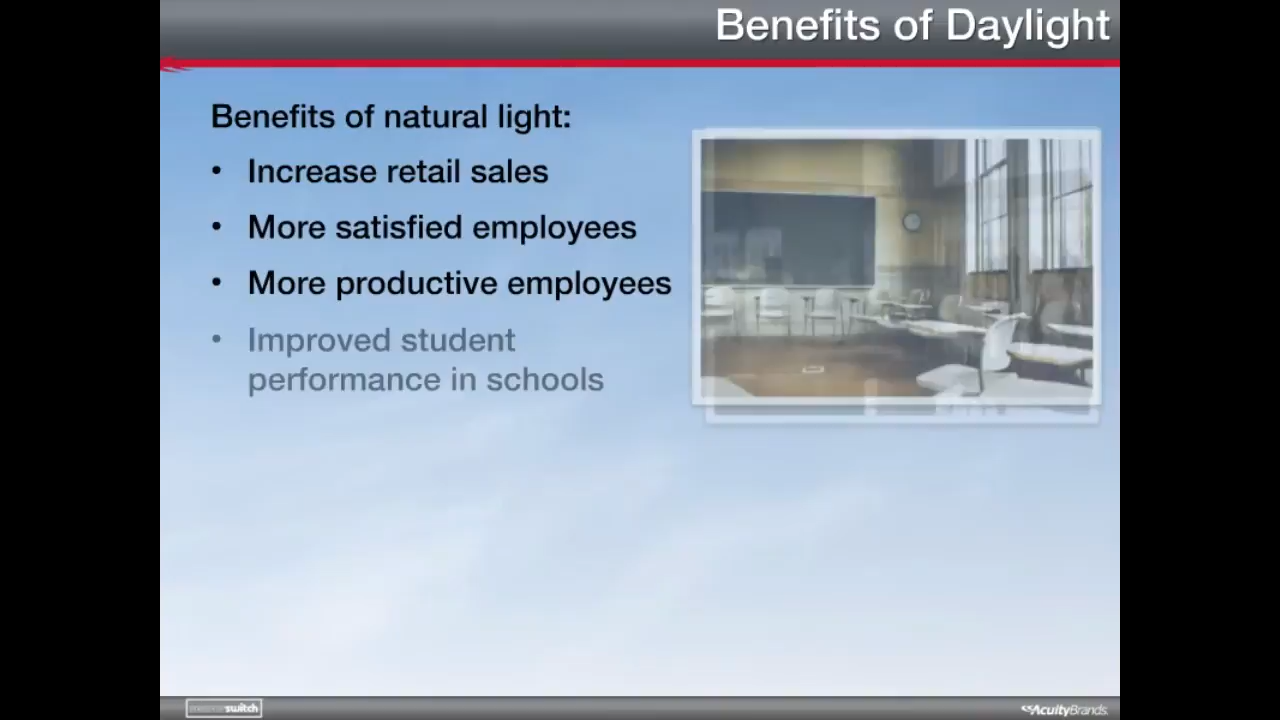 Benefits of Daylight
Benefits of natural light:
• Increase retail sales
• More satisfied employees
• More productive employees
• Improved student
performance in schools
switch
AcuityBrands.